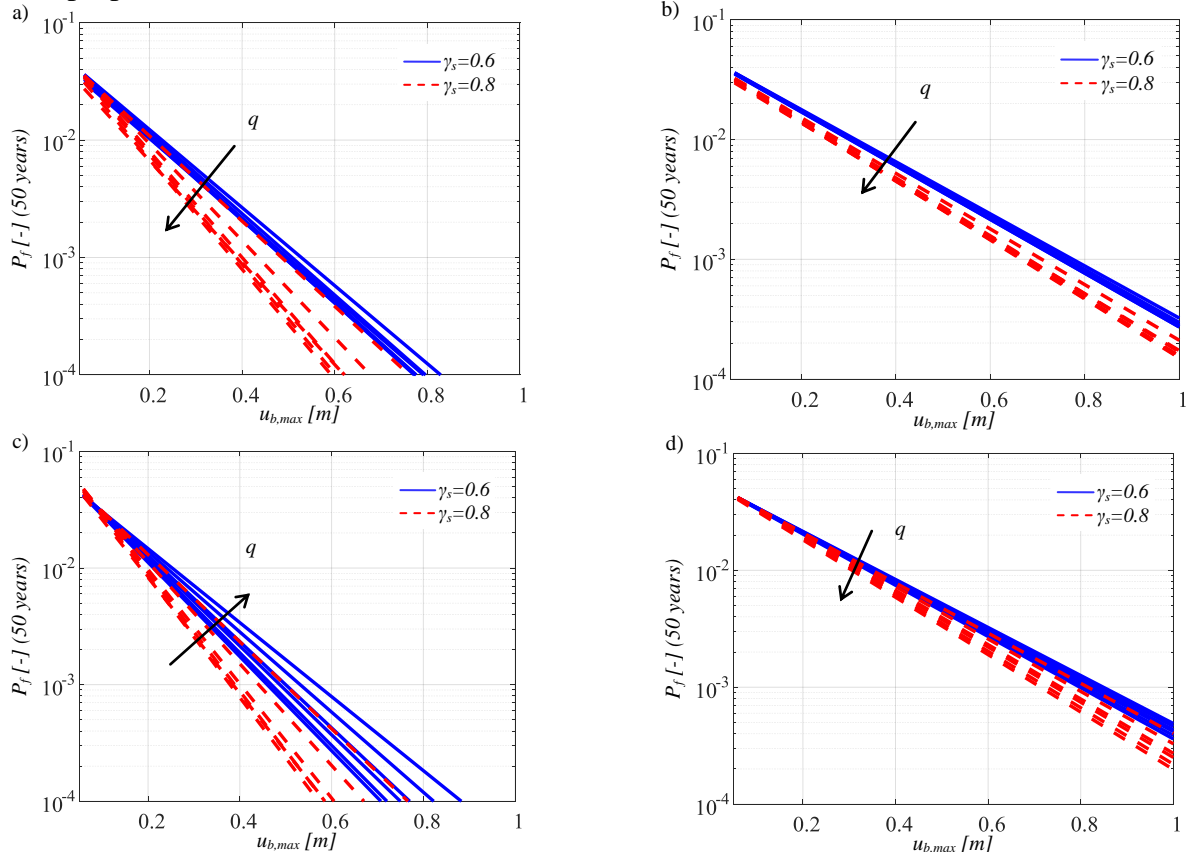 a)
10-1
10-2
10-3
10-4
Pf [-] (50 years)
γs=0.6
γs=0.8
q
0.2 0.4 0.6 0.8 1
ub,max [m]
b)
10-1
10-2
10-3
10-4
Pf [-] (50 years)
γs=0.6
γs=0.8
q
0.2 0.4 0.6 0.8 1
ub,max [m]
c)
10-1
10-2
10-3
10-4
Pf [-] (50 years)
γs=0.6
γs=0.8
q
0.2 0.4 0.6 0.8 1
ub,max [m]
d)
10-1
10-2
10-3
10-4
Pf [-] (50 years)
γs=0.6
γs=0.8
q
0.2 0.4 0.6 0.8 1
ub,max [m]